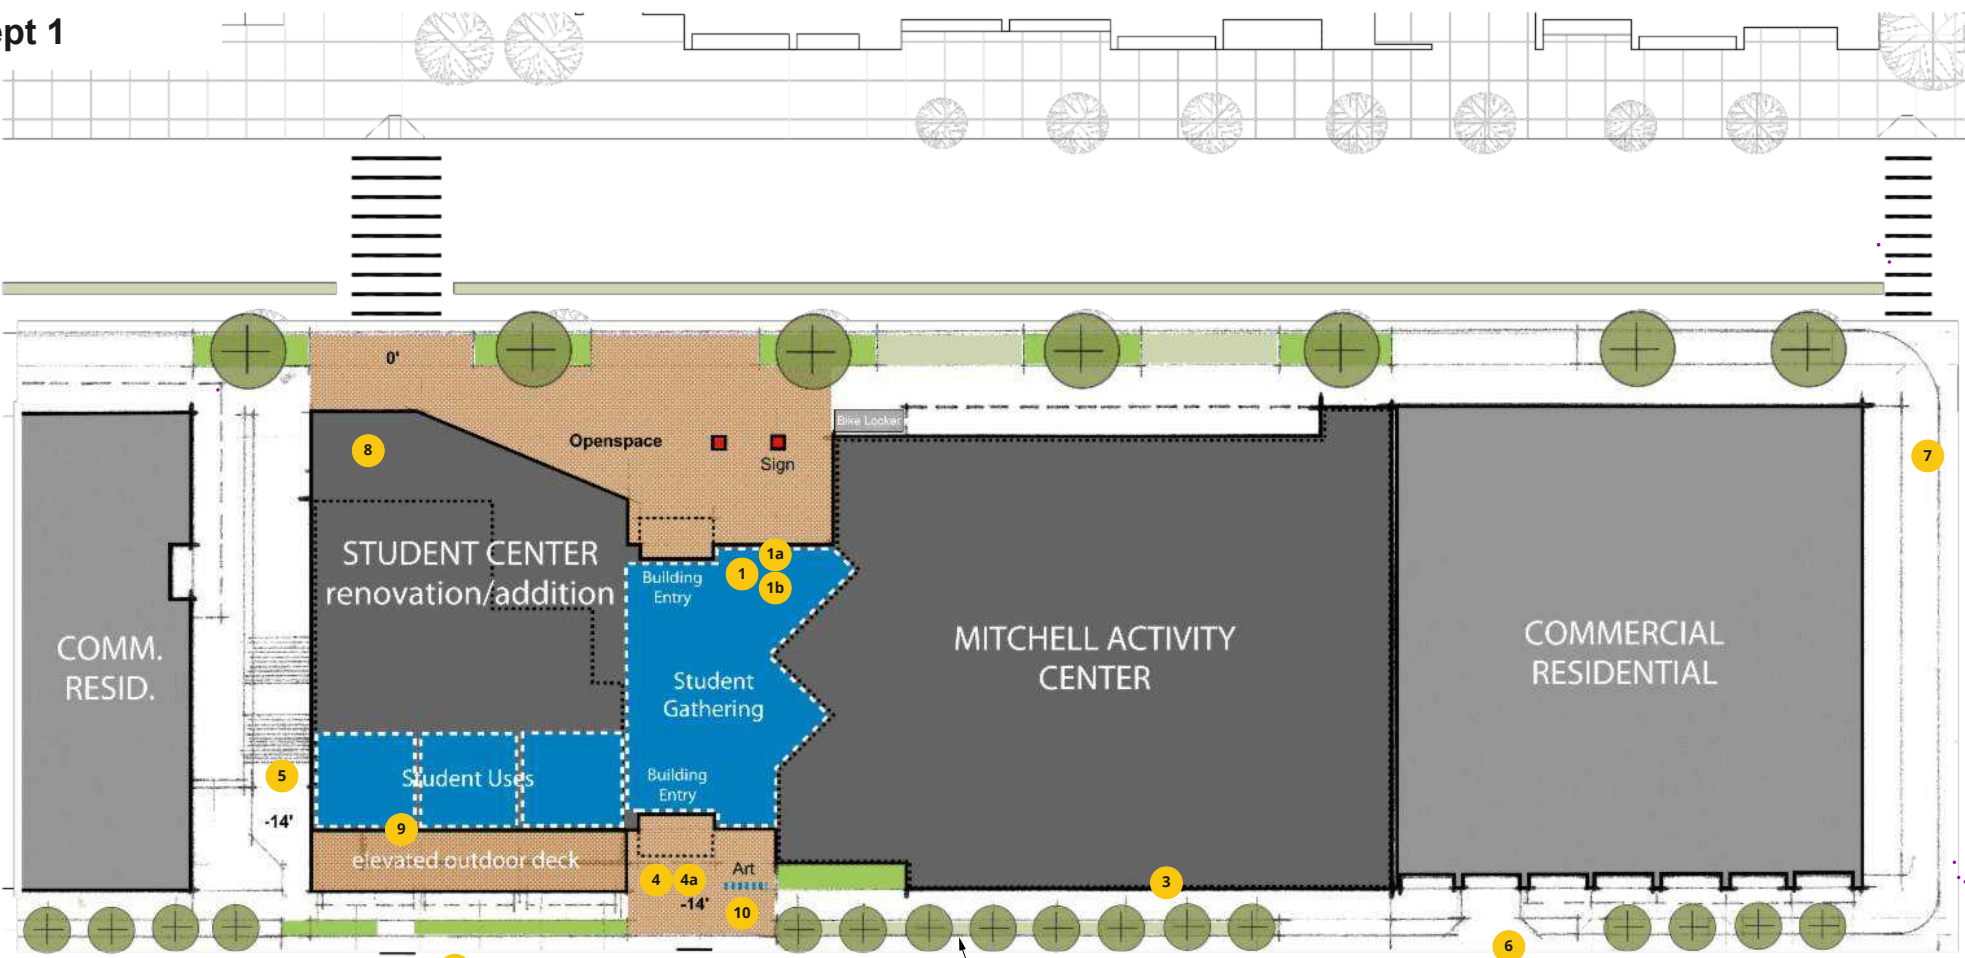 ept 1
0'
Bike Locker
Openspace
Sign
8
7
STUDENT CENTER
renovation/addition
1a
1
1b
Building
Entry
COMM.
RESID.
MITCHELL ACTIVITY
CENTER
COMMERCIAL
RESIDENTIAL
Student
Gathering
5
Student Uses
Building
Entry
-14'
9
elevated outdoor deck
4
4a
Art
-14'
10
3
6